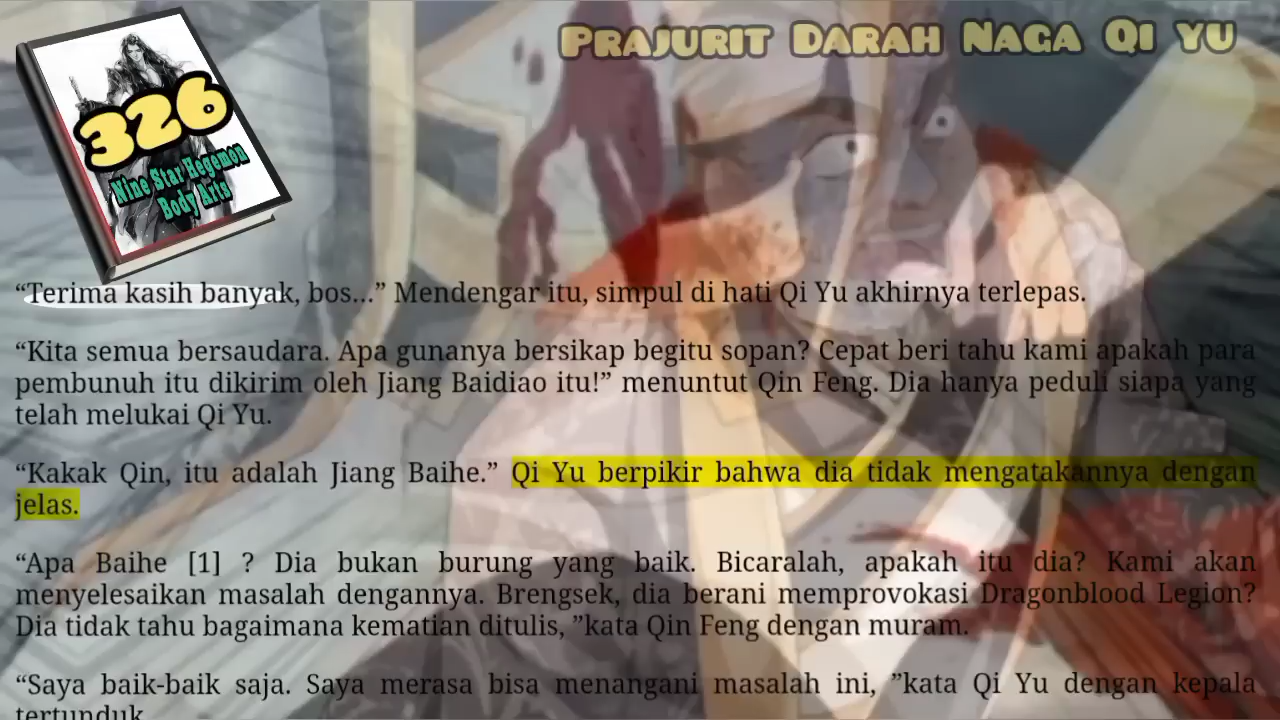 PRAJURIT DARAH NAGA QI YU
326
Nine Star Hegemon
Body Arts
“Terima kasih banyak, bos...” Mendengar itu, simpul di hati Qi Yu akhirnya terlepas.
“Kita semua bersaudara. Apa gunanya bersikap begitu sopan? Cepat beri tahu kami apakah para
pembunuh itu dikirim oleh Jiang Baidiao itu!” menuntut Qin Feng. Dia hanya peduli siapa yang
telah melukai Qi Yu.
“Kakak Qin, itu adalah Jiang Baihe.” Qi Yu berpikir bahwa dia tidak mengatakannya dengan
jelas.
“Apa Baihe [1] ? Dia bukan burung yang baik. Bicaralah, apakah itu dia? Kami akan
menyelesaikan masalah dengannya. Brengsek, dia berani memprovokasi Dragonblood Legion?
Dia tidak tahu bagaimana kematian ditulis, ”kata Qin Feng dengan muram.
“Saya baik-baik saja. Saya merasa bisa menangani masalah ini, ”kata Qi Yu dengan kepala
tertunduk